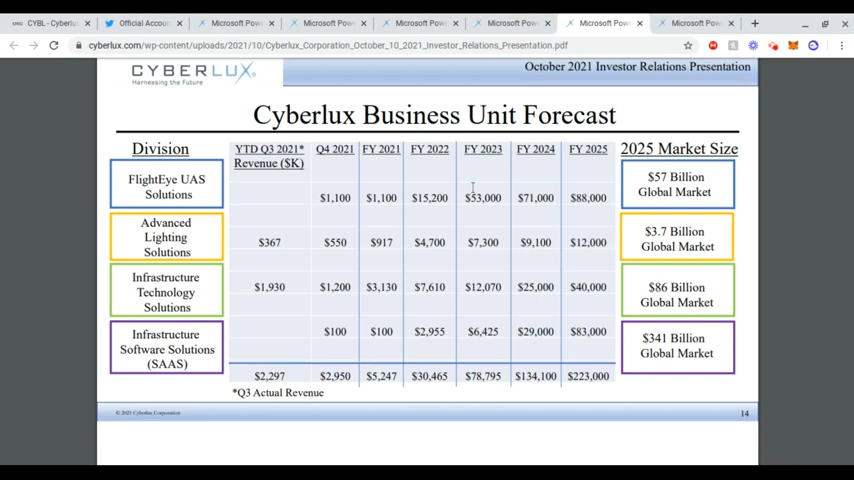 CYBL - Cyberlu
Official Accoun
Microsoft Powe
Microsoft Powe
Microsoft Powe
Microsoft Powe
Microsoft Powe
Microsoft Powe
cyberlux.com/wp-content/uploads/2021/10/Cyberlux_Corporation_October_10_2021_Investor_Relations_Presentation.pdf
CYBERLUX
Harnessing the Future
October 2021 Investor Relations Presentation
Cyberlux Business Unit Forecast
Division
YTD Q3 2021* Q4 2021 FY 2021 FY 2022 FY 2023 FY 2024 FY 2025
Revenue ($K)
2025 Market Size
FlightEye UAS
Solutions
$1,100 $1,100 $15,200 $53,000 $71,000 $88,000
$57 Billion
Global Market
Advanced
Lighting
Solutions
$367 $550 $917 $4,700 $7,300 $9,100 $12,000
$3.7 Billion
Global Market
Infrastructure
Technology
Solutions
$1,930 $1,200 $3,130 $7,610 $12,070 $25,000 $40,000
$86 Billion
Global Market
Infrastructure
Software Solutions
(SAAS)
$100 $100 $2,955 $6,425 $29,000 $83,000
$341 Billion
Global Market
$2,297 $2,950 $5,247 $30,465 $78,795 $134,100 $223,000
*Q3 Actual Revenue
© 2021 Cyberlux Corporation
14